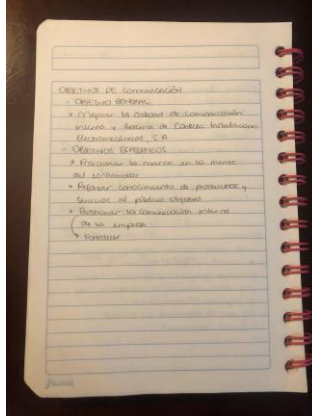 OBJETIVOS DE COMUNICACIÓN
- OBJETIVO GENERAL
* Mejorar la calidad de comunicación
interna y externa de Instalaciones
Electromecánicas, S.A
- OBJETIVOS ESPECÍFICOS
* Posicionar la marca en la mente
del consumidor
* Reforzar conocimiento de productos y
servicios al público objetivo
* Gestionar la comunicación interna
de la empresa
* Fortalecer